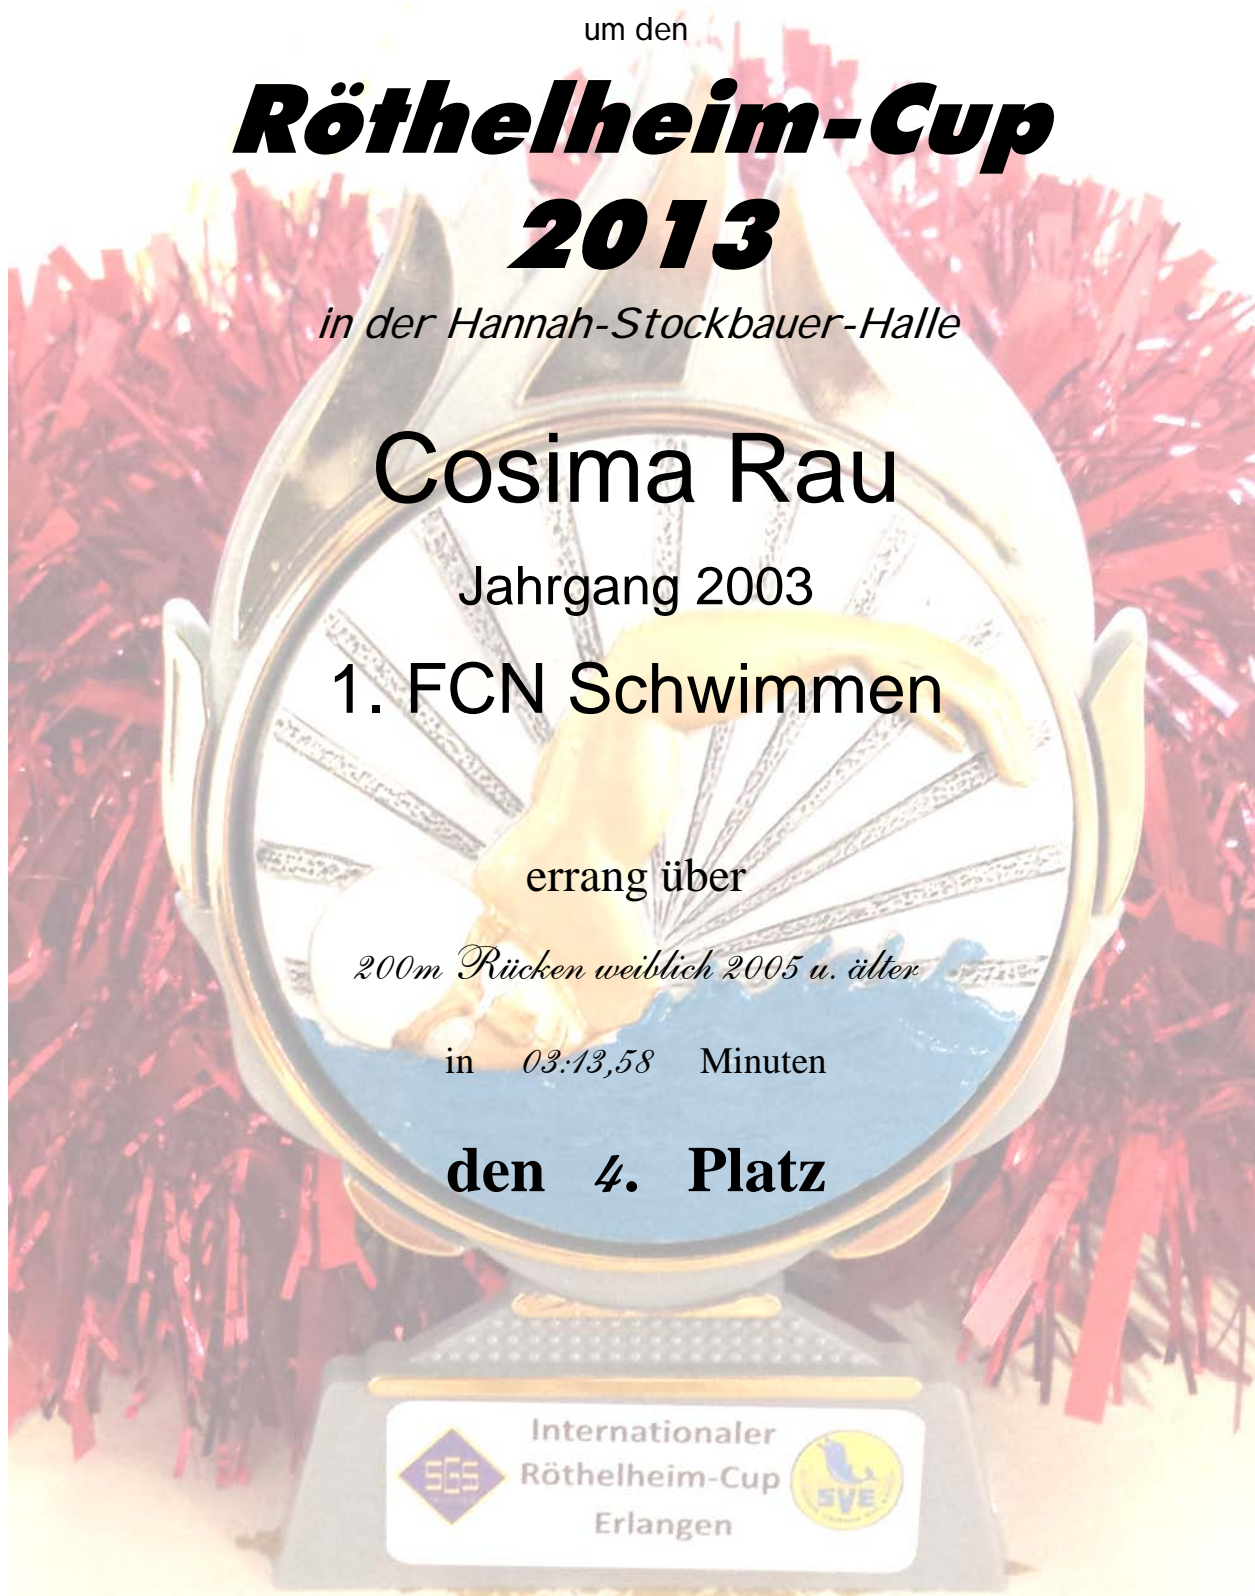 um den
Röthelheim-Cup
2013
in der Hannah-Stockbauer-Halle
Cosima Rau
Jahrgang 2003
1. FCN Schwimmen
errang über
200m Rücken weiblich 2005 u. älter
in 03:13,58 Minuten
den 4. Platz
Internationaler
Röthelheim-Cup
Erlangen
SGS
SVE